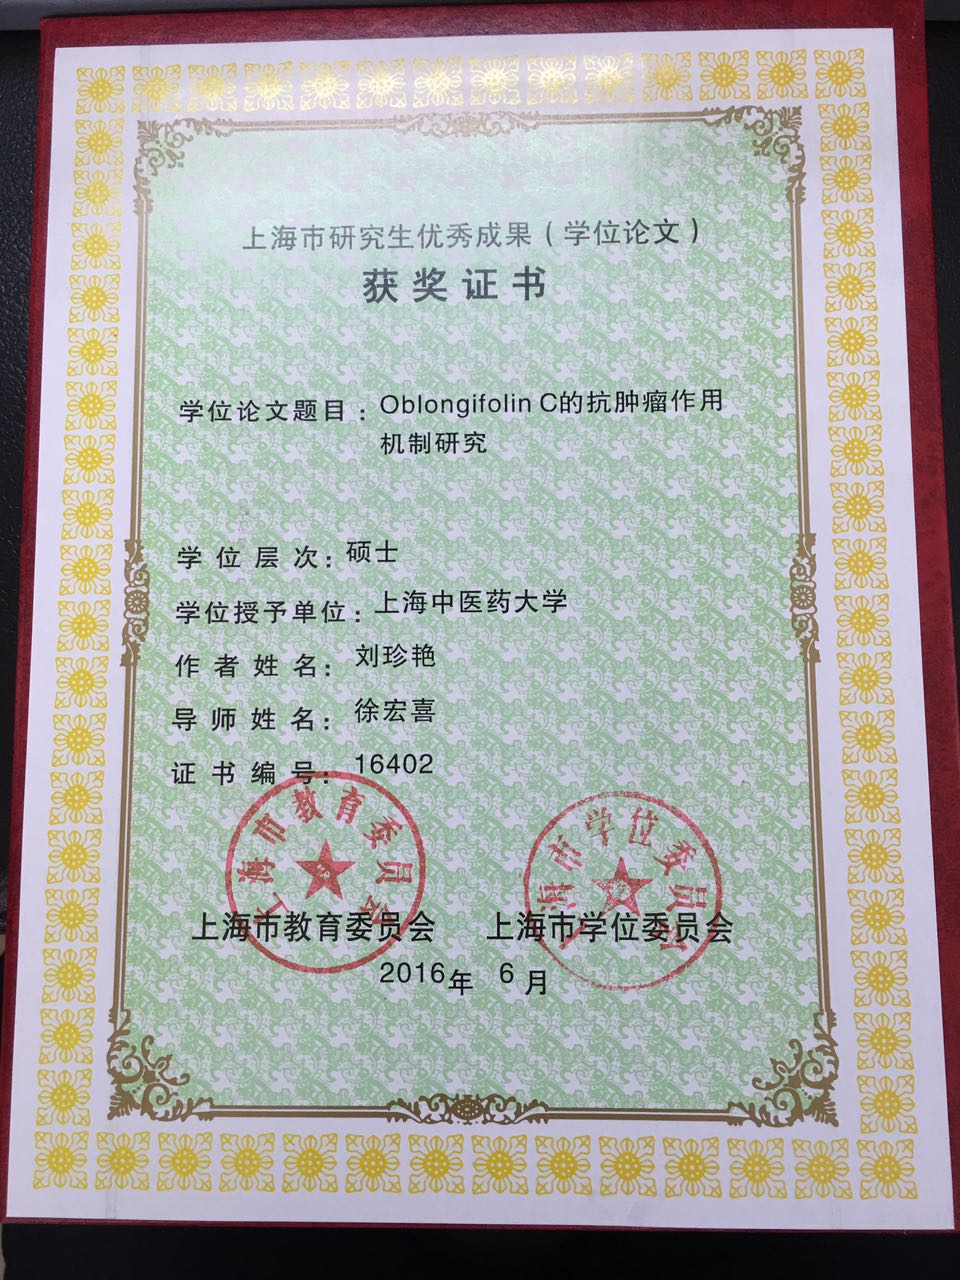 上海市研究生优秀成果（学位论文）
获奖证书
学位论文题目：Oblongifolin C的抗肿瘤作用
机制研究
学位层次：硕士
学位授予单位：上海中医药大学
作者姓名：刘珍艳
导师姓名：徐宏喜
证书编号：16402
上海市教育委员会
上海市学位委员会
上海市教育委员会 上海市学位委员会
2016年 6月